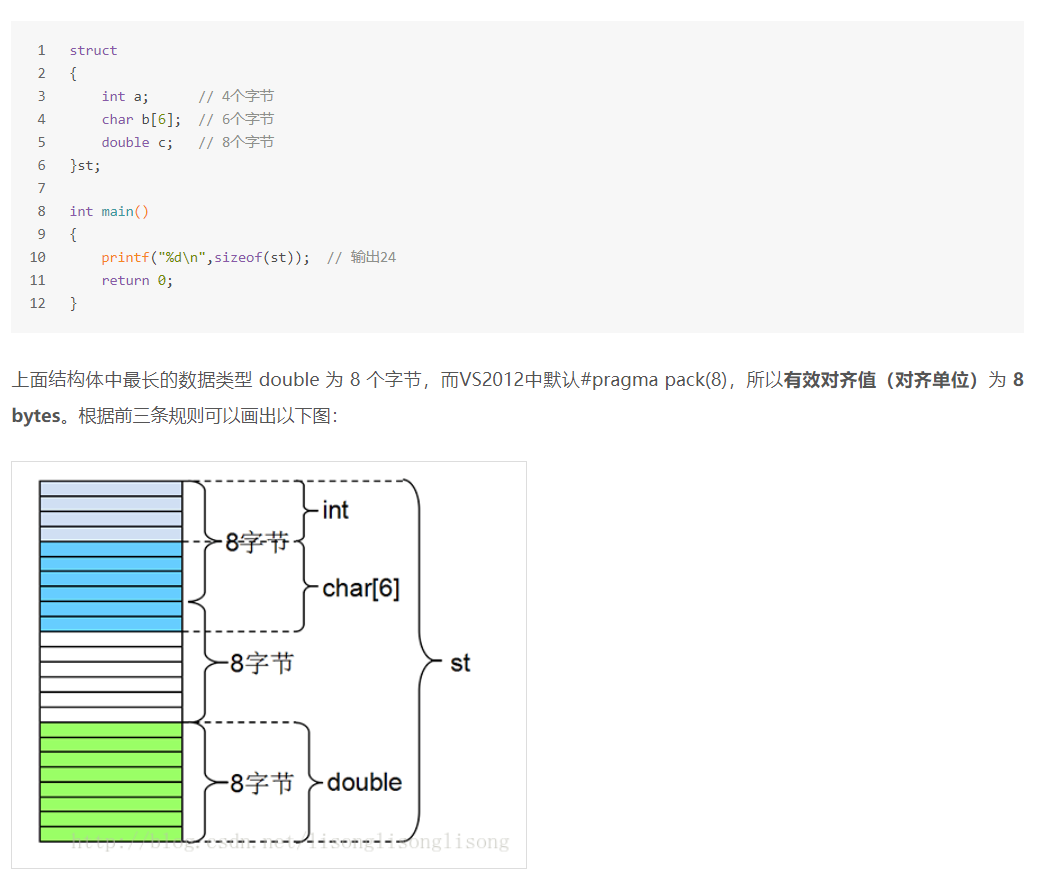 1 struct
2 {
3     int a;      // 4个字节
4     char b[6];  // 6个字节
5     double c;   // 8个字节
6 }st;
7
8 int main()
9 {
10     printf("%d\n",sizeof(st));  // 输出24
11     return 0;
12 }
上面结构体中最长的数据类型 double 为 8 个字节，而VS2012中默认#pragma pack(8)，所以有效对齐值（对齐单位）为 8
bytes。根据前三条规则可以画出以下图：
int
8字节
char[6]
8字节
st
8字节
double
http://blog.csdn.net/lisonglisonglisong